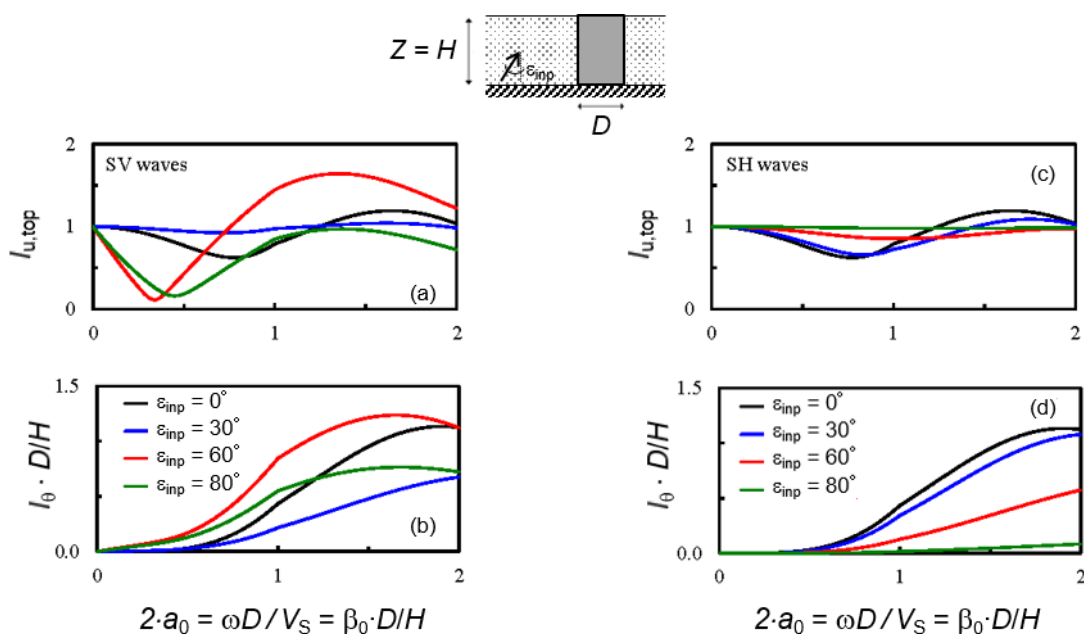 Z = H
εinp
D
2
SV waves
Iu,top
1
(a)
0
0
1
2
2
SH waves
(c)
Iu,top
1
0
0
1
2
1.5
εinp = 0°
εinp = 30°
εinp = 60°
εinp = 80°
Iθ · D/H
(b)
0.0
0
1
2
1.5
εinp = 0°
(d)
εinp = 30°
εinp = 60°
εinp = 80°
Iθ · D/H
0.0
0
1
2
2·a0 = ωD / VS = β0·D/H
2·a0 = ωD / VS = β0·D/H